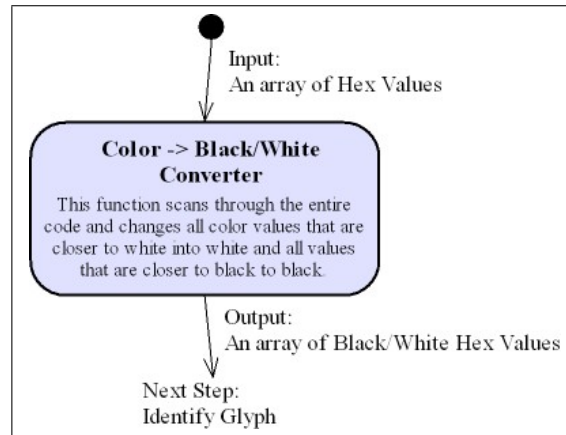 Input:
An array of Hex Values
Color -> Black/White
Converter
This function scans through the entire
code and changes all color values that are
closer to white into white and all values
that are closer to black to black.
Output:
An array of Black/White Hex Values
Next Step:
Identify Glyph